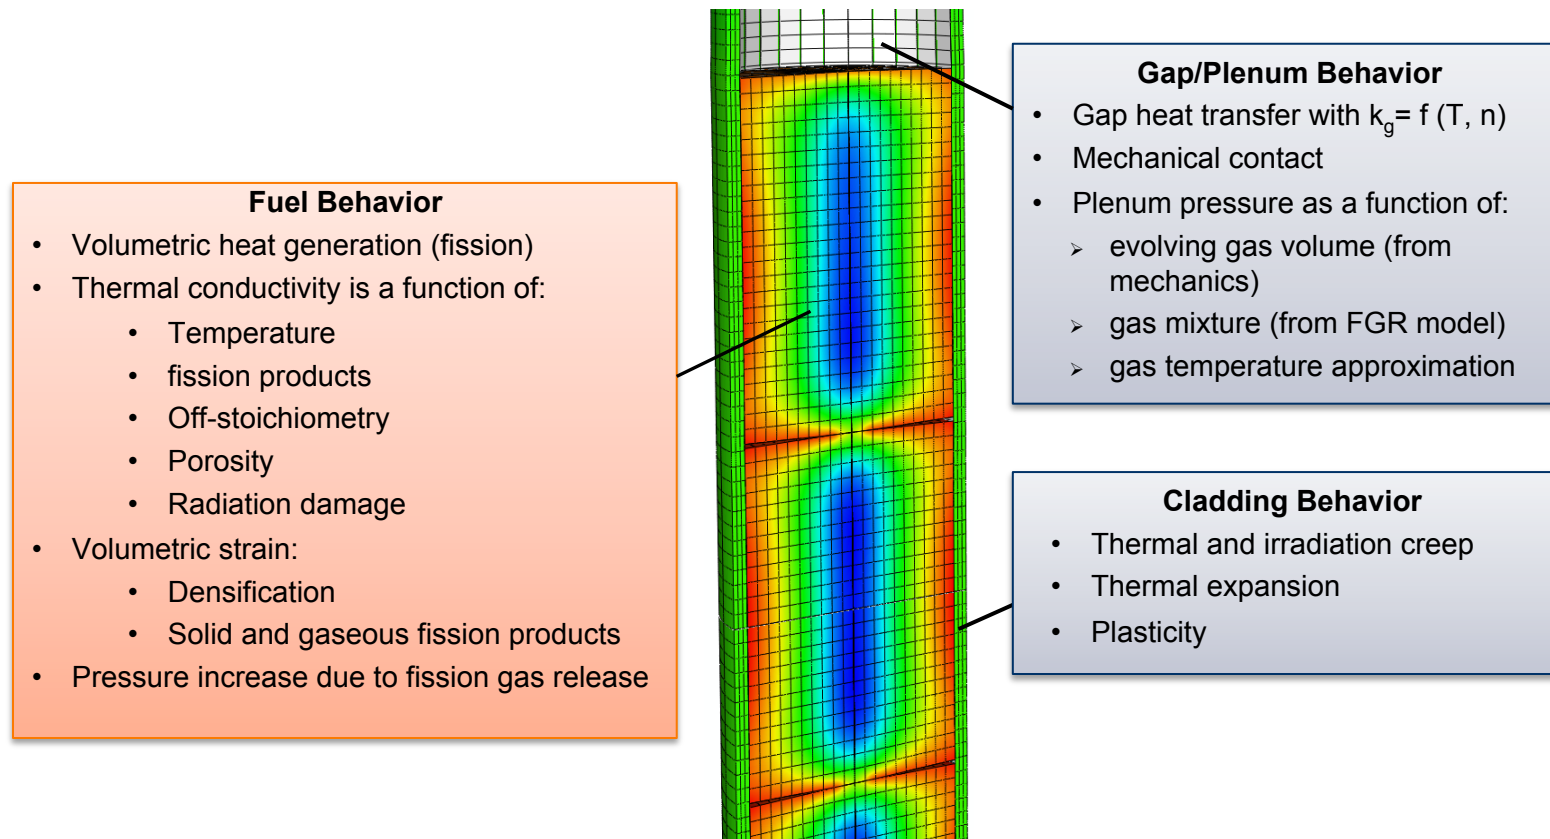 Fuel Behavior
• Volumetric heat generation (fission)
• Thermal conductivity is a function of:
• Temperature
• fission products
• Off-stoichiometry
• Porosity
• Radiation damage
• Volumetric strain:
• Densification
• Solid and gaseous fission products
• Pressure increase due to fission gas release
Gap/Plenum Behavior
• Gap heat transfer with kg= f (T, n)
• Mechanical contact
• Plenum pressure as a function of:
➢ evolving gas volume (from
mechanics)
➢ gas mixture (from FGR model)
➢ gas temperature approximation
Cladding Behavior
• Thermal and irradiation creep
• Thermal expansion
• Plasticity